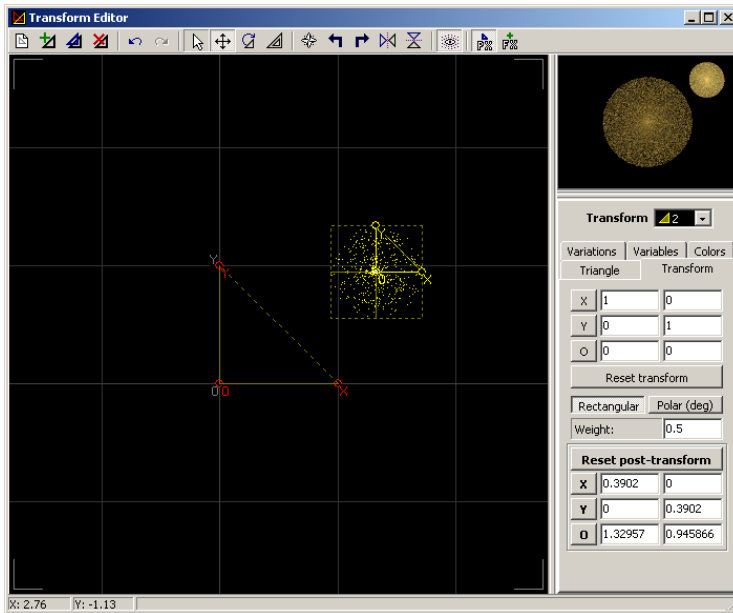 Transform Editor
PX FX
Y
Y
Y
O
X
O O X
Transform 2
Variations Variables Colors
Triangle Transform
X 1 0
Y 0 1
O 0 0
Reset transform
Rectangular Polar (deg)
Weight: 0.5
Reset post-transform
X 0.3902 0
Y 0 0.3902
O 1.32957 0.945866
X: 2.76 Y: -1.13